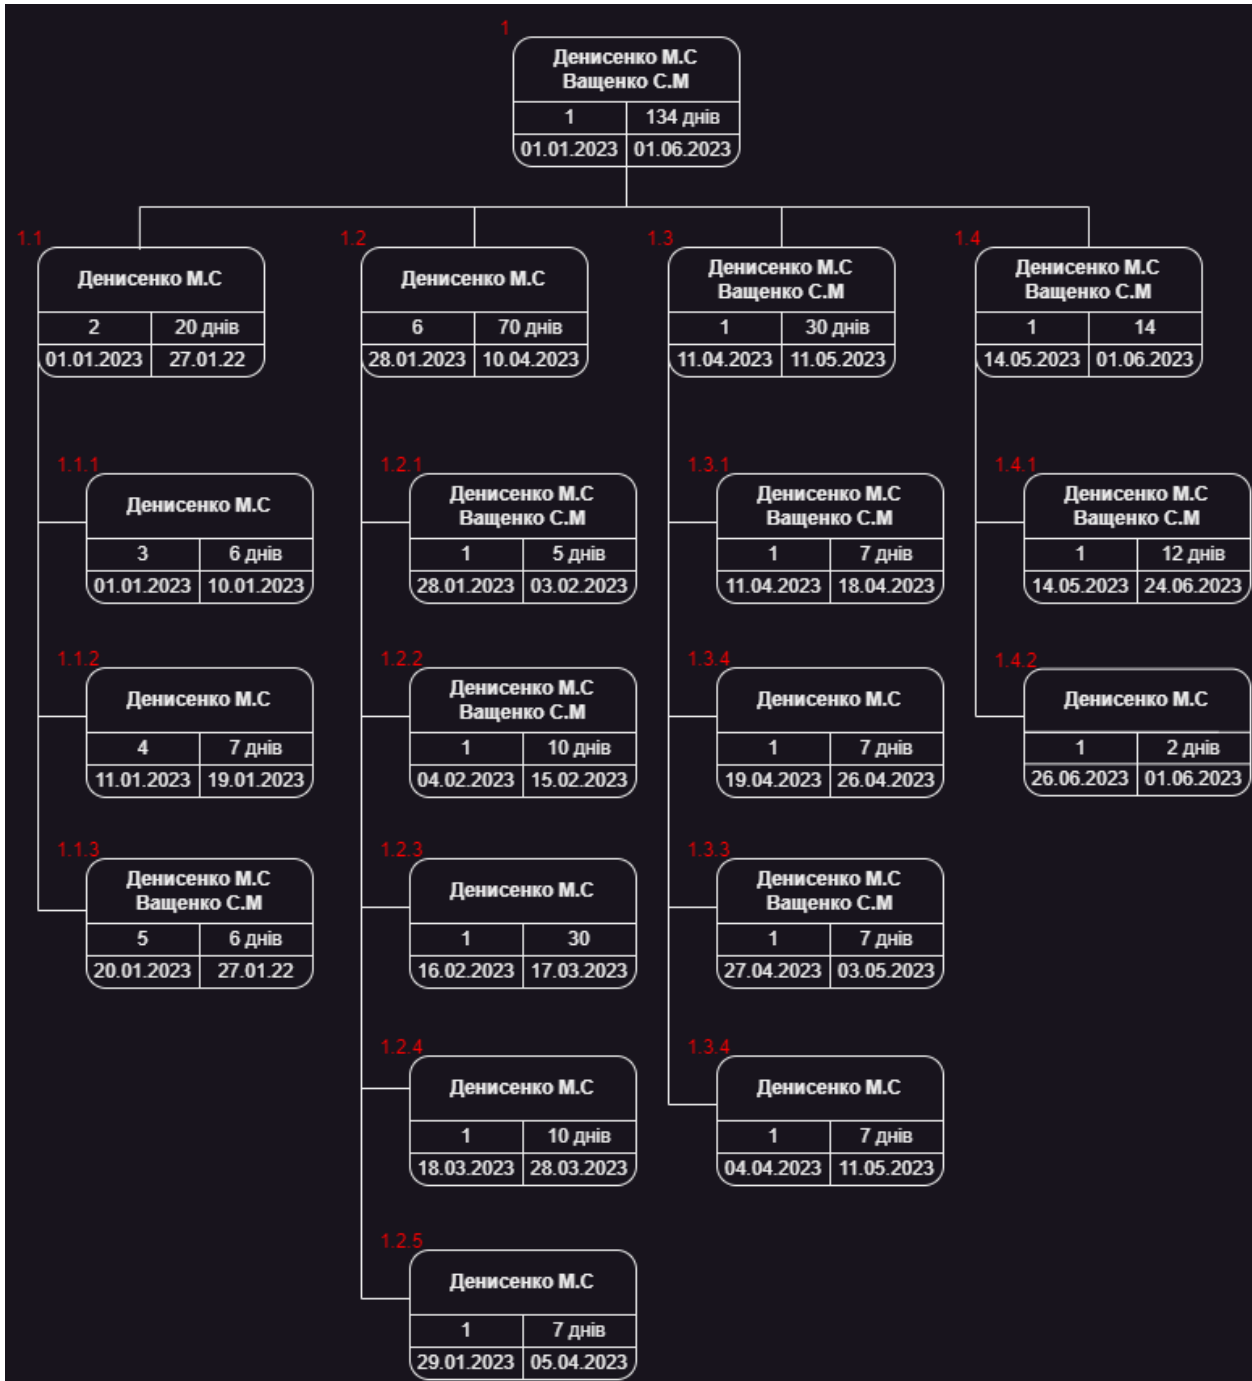 1
Денисенко М.С
Ващенко С.М
1
134 днів
01.01.2023
01.06.2023
1.1
Денисенко М.С
2
20 днів
01.01.2023
27.01.22
1.1.1
Денисенко М.С
3
6 днів
01.01.2023
10.01.2023
1.1.2
Денисенко М.С
4
7 днів
11.01.2023
19.01.2023
1.1.3
Денисенко М.С
Ващенко С.М
5
6 днів
20.01.2023
27.01.22
1.2
Денисенко М.С
6
70 днів
28.01.2023
10.04.2023
1.2.1
Денисенко М.С
Ващенко С.М
1
5 днів
28.01.2023
03.02.2023
1.2.2
Денисенко М.С
Ващенко С.М
1
10 днів
04.02.2023
15.02.2023
1.2.3
Денисенко М.С
1
30
16.02.2023
17.03.2023
1.2.4
Денисенко М.С
1
10 днів
18.03.2023
28.03.2023
1.2.5
Денисенко М.С
1
7 днів
29.01.2023
05.04.2023
1.3
Денисенко М.С
Ващенко С.М
1
30 днів
11.04.2023
11.05.2023
1.3.1
Денисенко М.С
Ващенко С.М
1
7 днів
11.04.2023
18.04.2023
1.3.4
Денисенко М.С
1
7 днів
19.04.2023
26.04.2023
1.3.3
Денисенко М.С
Ващенко С.М
1
7 днів
27.04.2023
03.05.2023
1.3.4
Денисенко М.С
1
7 днів
04.04.2023
11.05.2023
1.4
Денисенко М.С
Ващенко С.М
1
14
14.05.2023
01.06.2023
1.4.1
Денисенко М.С
Ващенко С.М
1
12 днів
14.05.2023
24.06.2023
1.4.2
Денисенко М.С
1
2 днів
26.06.2023
01.06.2023